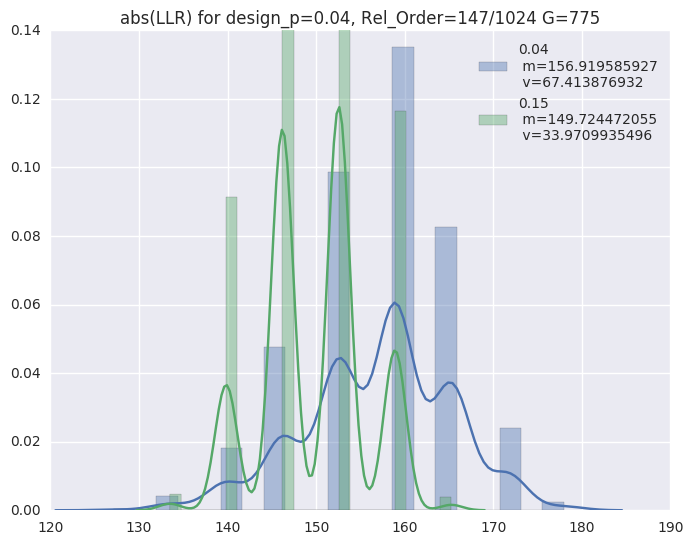 abs(LLR) for design_p=0.04, Rel_Order=147/1024 G=775
0.04
m=156.919585927
v=67.413876932
0.15
m=149.724472055
v=33.9709935496
0.14
0.12
0.10
0.08
0.06
0.04
0.02
0.00
120 130 140 150 160 170 180 190